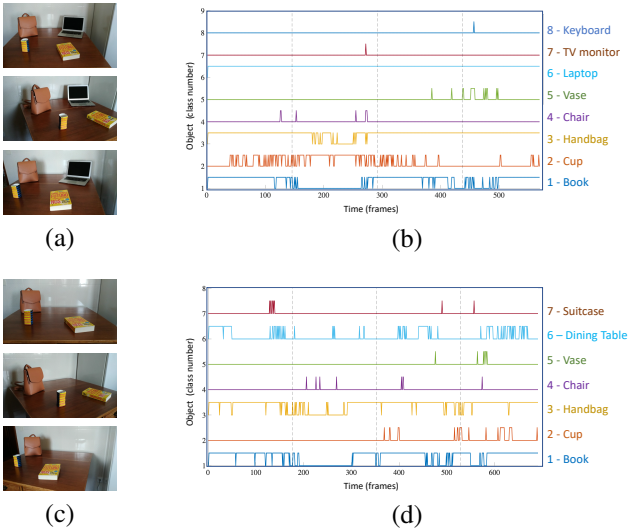 9
8
7
6
5
4
3
2
1
Object (class number)
0
100
200
300
400
500
Time (frames)
8 - Keyboard
7 - TV monitor
6 - Laptop
5 - Vase
4 - Chair
3 - Handbag
2 - Cup
1 - Book
(a)
(b)
8
7
6
5
4
3
2
1
Object (class number)
0
100
200
300
400
500
600
Time (frames)
7 - Suitcase
6 – Dining Table
5 - Vase
4 - Chair
3 - Handbag
2 - Cup
1 - Book
(c)
(d)